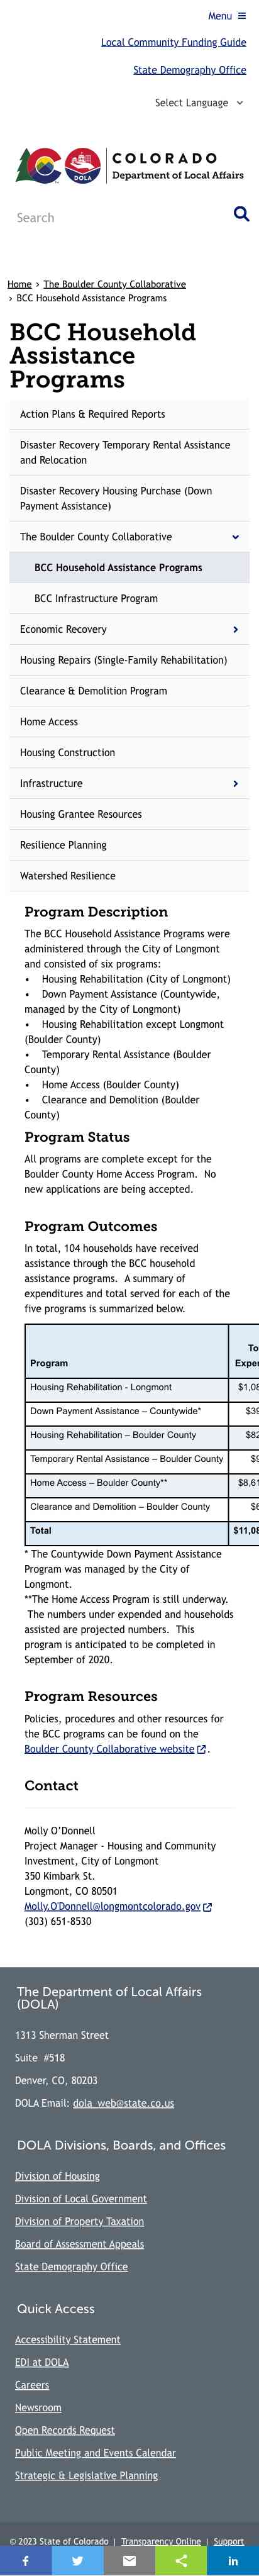 Menu
Local Community Funding Guide
State Demography Office
Select Language
DOLA
COLORADO
Department of Local Affairs
Search
Home › The Boulder County Collaborative
› BCC Household Assistance Programs
BCC Household
Assistance
Programs
Action Plans & Required Reports
Disaster Recovery Temporary Rental Assistance
and Relocation
Disaster Recovery Housing Purchase (Down
Payment Assistance)
The Boulder County Collaborative
BCC Household Assistance Programs
BCC Infrastructure Program
Economic Recovery
Housing Repairs (Single-Family Rehabilitation)
Clearance & Demolition Program
Home Access
Housing Construction
Infrastructure
Housing Grantee Resources
Resilience Planning
Watershed Resilience
Program Description
The BCC Household Assistance Programs were
administered through the City of Longmont
and consisted of six programs:
• Housing Rehabilitation (City of Longmont)
• Down Payment Assistance (Countywide,
managed by the City of Longmont)
• Housing Rehabilitation except Longmont
(Boulder County)
• Temporary Rental Assistance (Boulder
County)
• Home Access (Boulder County)
• Clearance and Demolition (Boulder
County)
Program Status
All programs are complete except for the
Boulder County Home Access Program. No
new applications are being accepted.
Program Outcomes
In total, 104 households have received
assistance through the BCC household
assistance programs. A summary of
expenditures and total served for each of the
five programs is summarized below.
To
Program Exper
Housing Rehabilitation - Longmont $1,08
Down Payment Assistance – Countywide* $39
Housing Rehabilitation – Boulder County $82
Temporary Rental Assistance – Boulder County $9
Home Access – Boulder County** $8,61
Clearance and Demolition – Boulder County $6
Total $11,08
* The Countywide Down Payment Assistance
Program was managed by the City of
Longmont.
**The Home Access Program is still underway.
The numbers under expended and households
assisted are projected numbers. This
program is anticipated to be completed in
September of 2020.
Program Resources
Policies, procedures and other resources for
the BCC programs can be found on the
Boulder County Collaborative website .
Contact
Molly O’Donnell
Project Manager - Housing and Community
Investment, City of Longmont
350 Kimbark St.
Longmont, CO 80501
Molly.O'Donnell@longmontcolorado.gov
(303) 651-8530
The Department of Local Affairs
(DOLA)
1313 Sherman Street
Suite #518
Denver, CO, 80203
DOLA Email: dola_web@state.co.us
DOLA Divisions, Boards, and Offices
Division of Housing
Division of Local Government
Division of Property Taxation
Board of Assessment Appeals
State Demography Office
Quick Access
Accessibility Statement
EDI at DOLA
Careers
Newsroom
Open Records Request
Public Meeting and Events Calendar
Strategic & Legislative Planning
© 2023 State of Colorado | Transparency Online | Support